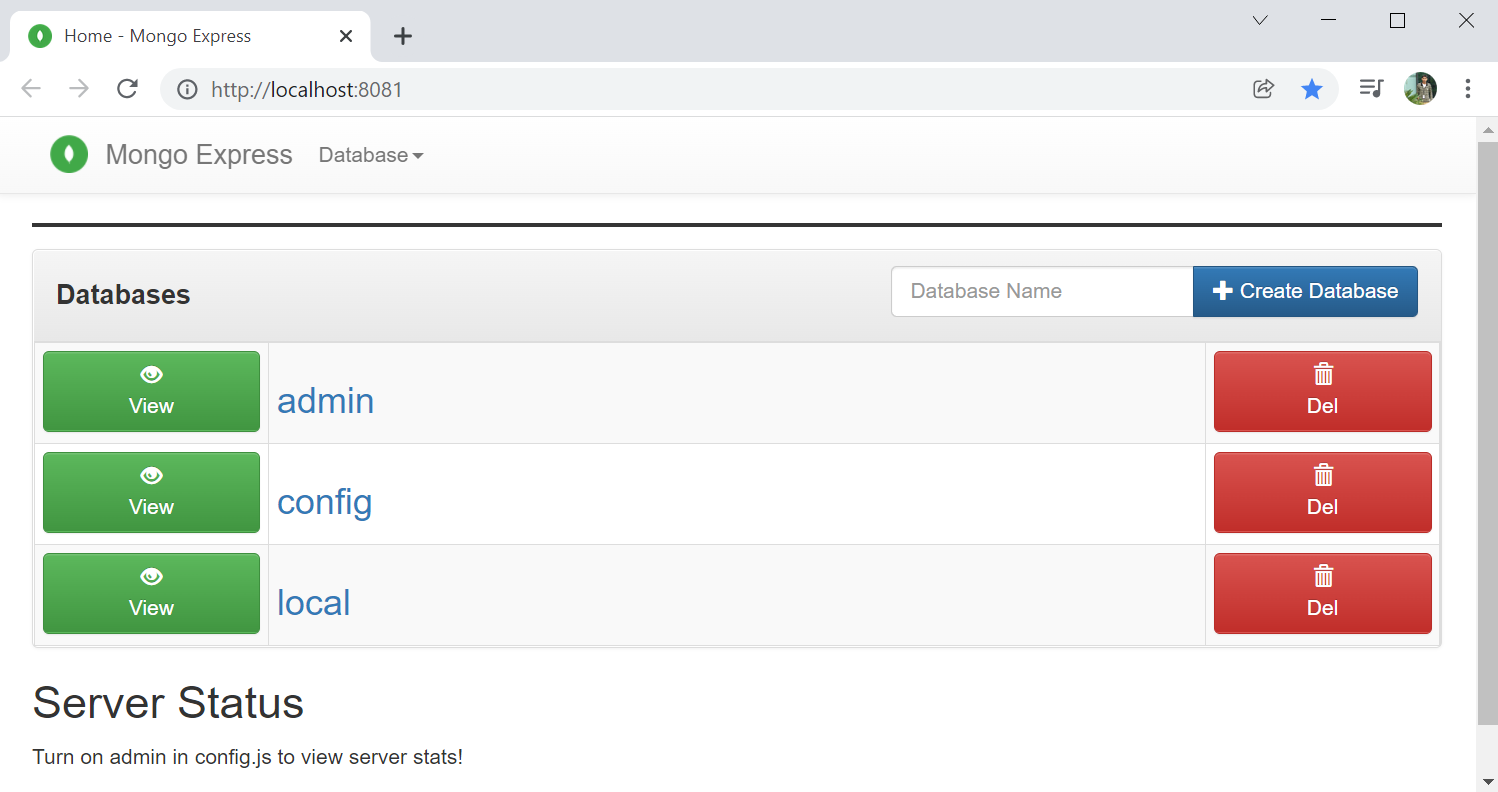 Home - Mongo Express
http://localhost:8081
Mongo Express Database
Databases
Database Name
Create Database
View
admin
Del
View
config
Del
View
local
Del
Server Status
Turn on admin in config.js to view server stats!